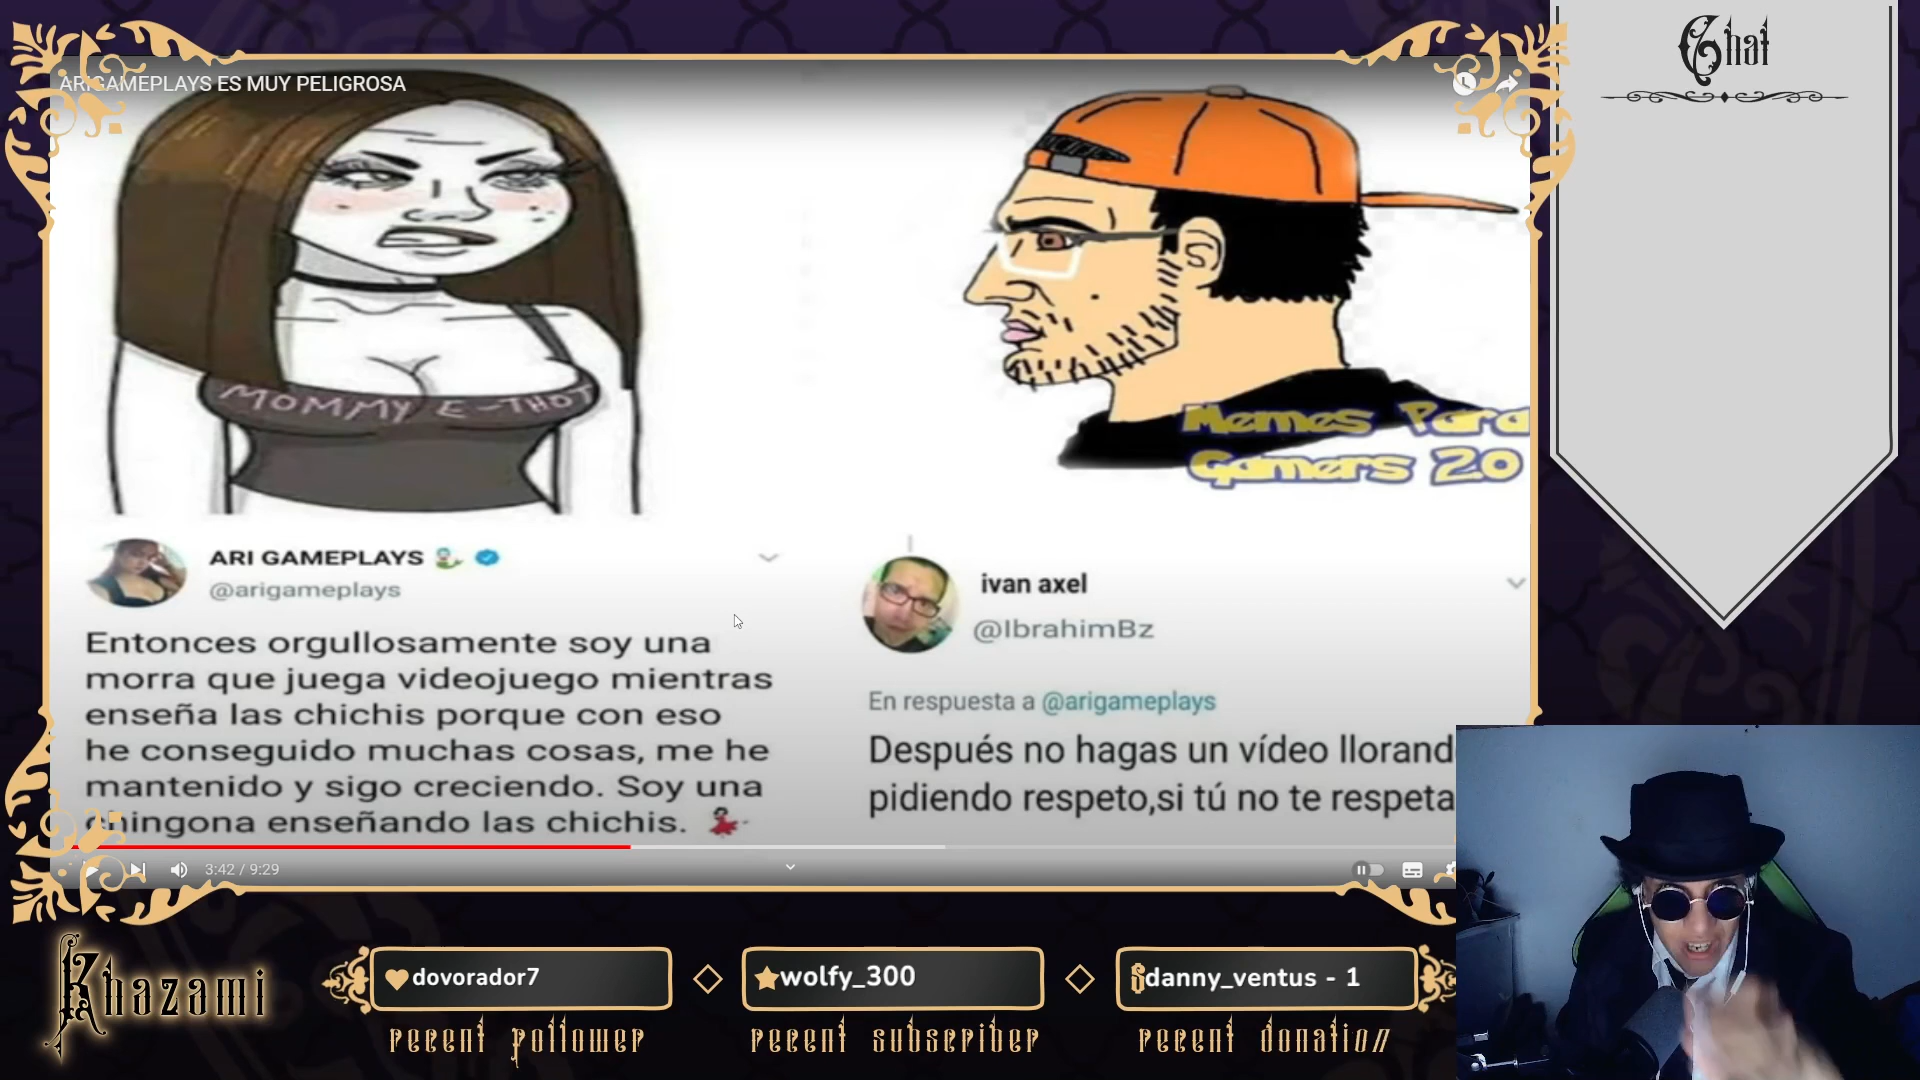 ARIGAMEPLAYS ES MUY PELIGROSA
Chat
MOMMY E-THOT
Memes Para
Gamers 20
ARI GAMEPLAYS
@arigameplays
Entonces orgullosamente soy una
morra que juega videojuego mientras
enseña las chichis porque con eso
he conseguido muchas cosas, me he
mantenido y sigo creciendo. Soy una
chingona enseñando las chichis.
ivan axel
@IbrahimBz
En respuesta a @arigameplays
Después no hagas un vídeo llorand
pidiendo respeto,si tú no te respeta
3:42 / 9:29
Khazami
dovorador7
recent follower
wolfy_300
recent subscriber
danny_ventus - 1
recent donation